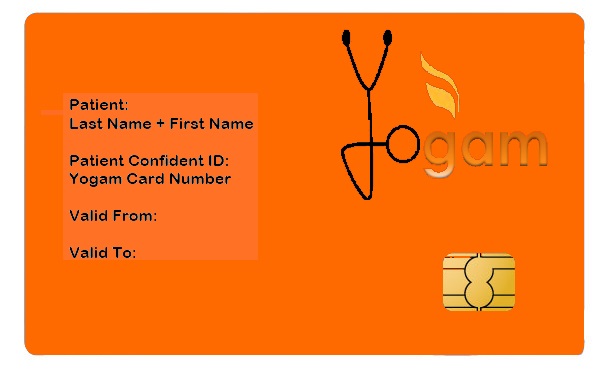 Patient:
Last Name + First Name
Patient Confident ID:
Yogam Card Number
Valid From:
Valid To:
Yogam